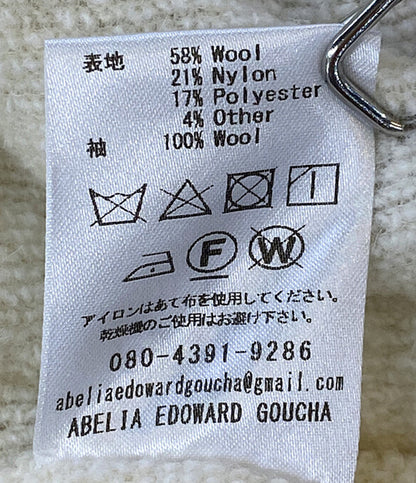 表地 58% Wool
21% Nylon
17% Polyester
4% Other
袖 100% Wool
F W
アイロンはあて布を使用してください。
乾燥機のご使用はお避け下さい。
080-4391-9286
abeliaedowardgoucha@gmail.com
ABELIA EDOWARD GOUCHA